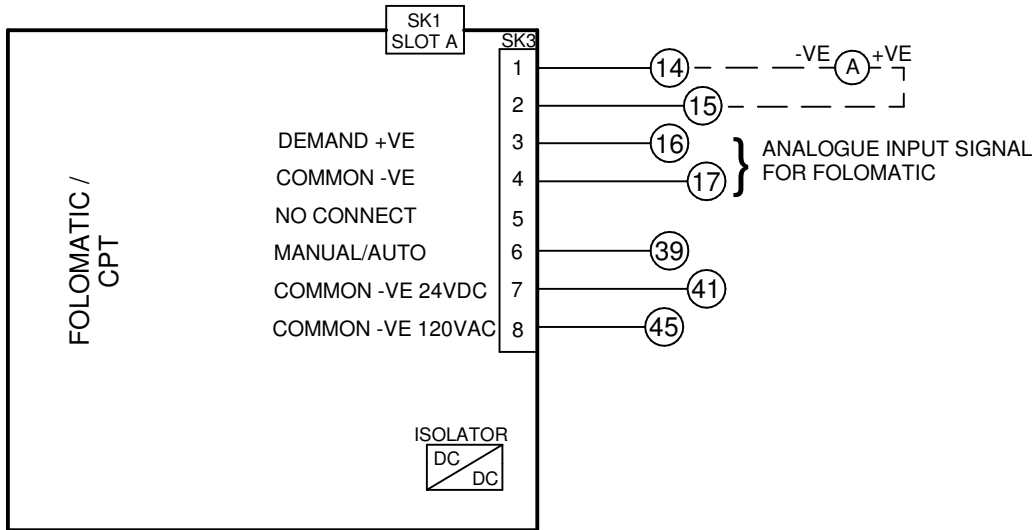 SK1
SLOT A
SK3
1
14
-VE
A
+VE
2
15
DEMAND +VE
3
16
COMMON -VE
4
17
}
ANALOGUE INPUT SIGNAL
FOR FOLOMATIC
NO CONNECT
5
MANUAL/AUTO
6
39
COMMON -VE 24VDC
7
41
COMMON -VE 120VAC
8
45
FOLOMATIC /
CPT
ISOLATOR
DC
DC